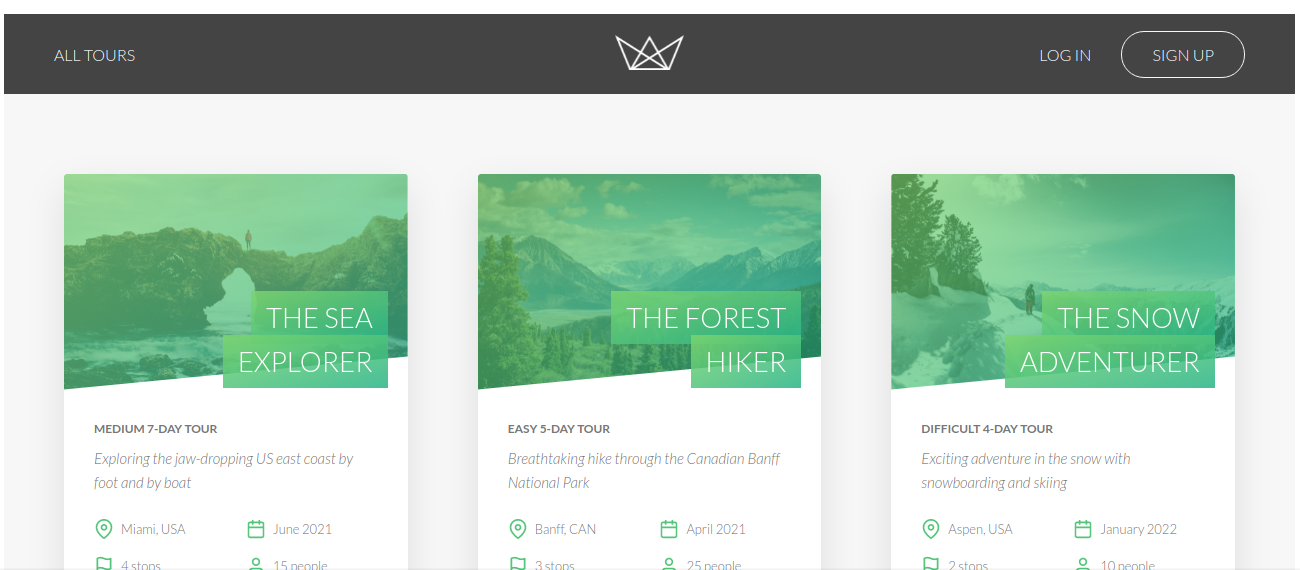 ALL TOURS
LOG IN
SIGN UP
THE SEA
EXPLORER
MEDIUM 7-DAY TOUR
Exploring the jaw-dropping US east coast by
foot and by boat
Miami, USA
June 2021
4 stops
15 people
THE FOREST
HIKER
EASY 5-DAY TOUR
Breathtaking hike through the Canadian Banff
National Park
Banff, CAN
April 2021
3 stops
25 people
THE SNOW
ADVENTURER
DIFFICULT 4-DAY TOUR
Exciting adventure in the snow with
snowboarding and skiing
Aspen, USA
January 2022
2 stops
10 people